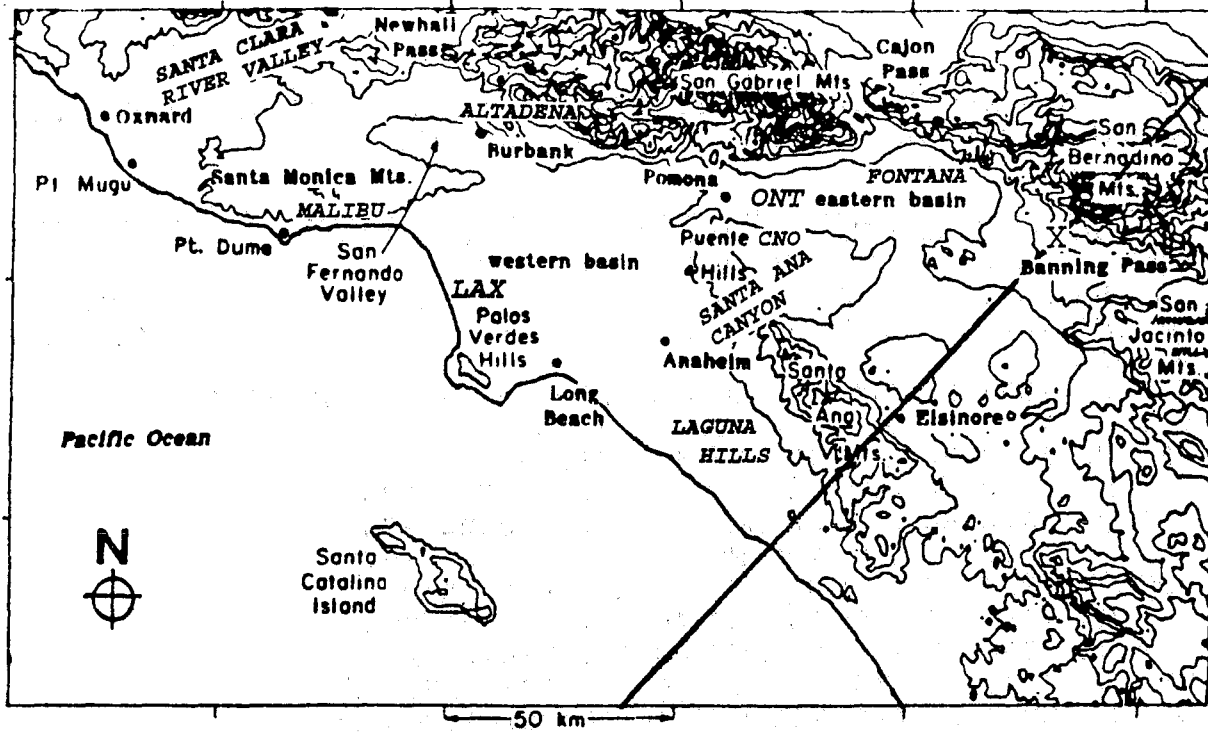 SANTA CLARA
RIVER VALLEY
Newhall
Pass
Cajon
Pass
San Gabriel Mts.
Oxnard
ALTADENA
Burbank
San
Bernadino
Mts.
Pt Mugu
Santa Monica Mts.
MALIBU
Pomona
FONTANA
ONT eastern basin
Pt. Dume
San
Fernando
Valley
western basin
Puente CNO
Hills
X
Banning Pass
LAX
SANTA ANA
CANYON
Palos
Verdes
Hills
San
Jacinto
Mts.
Anaheim
Santa
Ana
Mts.
Long
Beach
Elsinore
LAGUNA
HILLS
Pacific Ocean
N
Santa
Catalina
Island
50 km